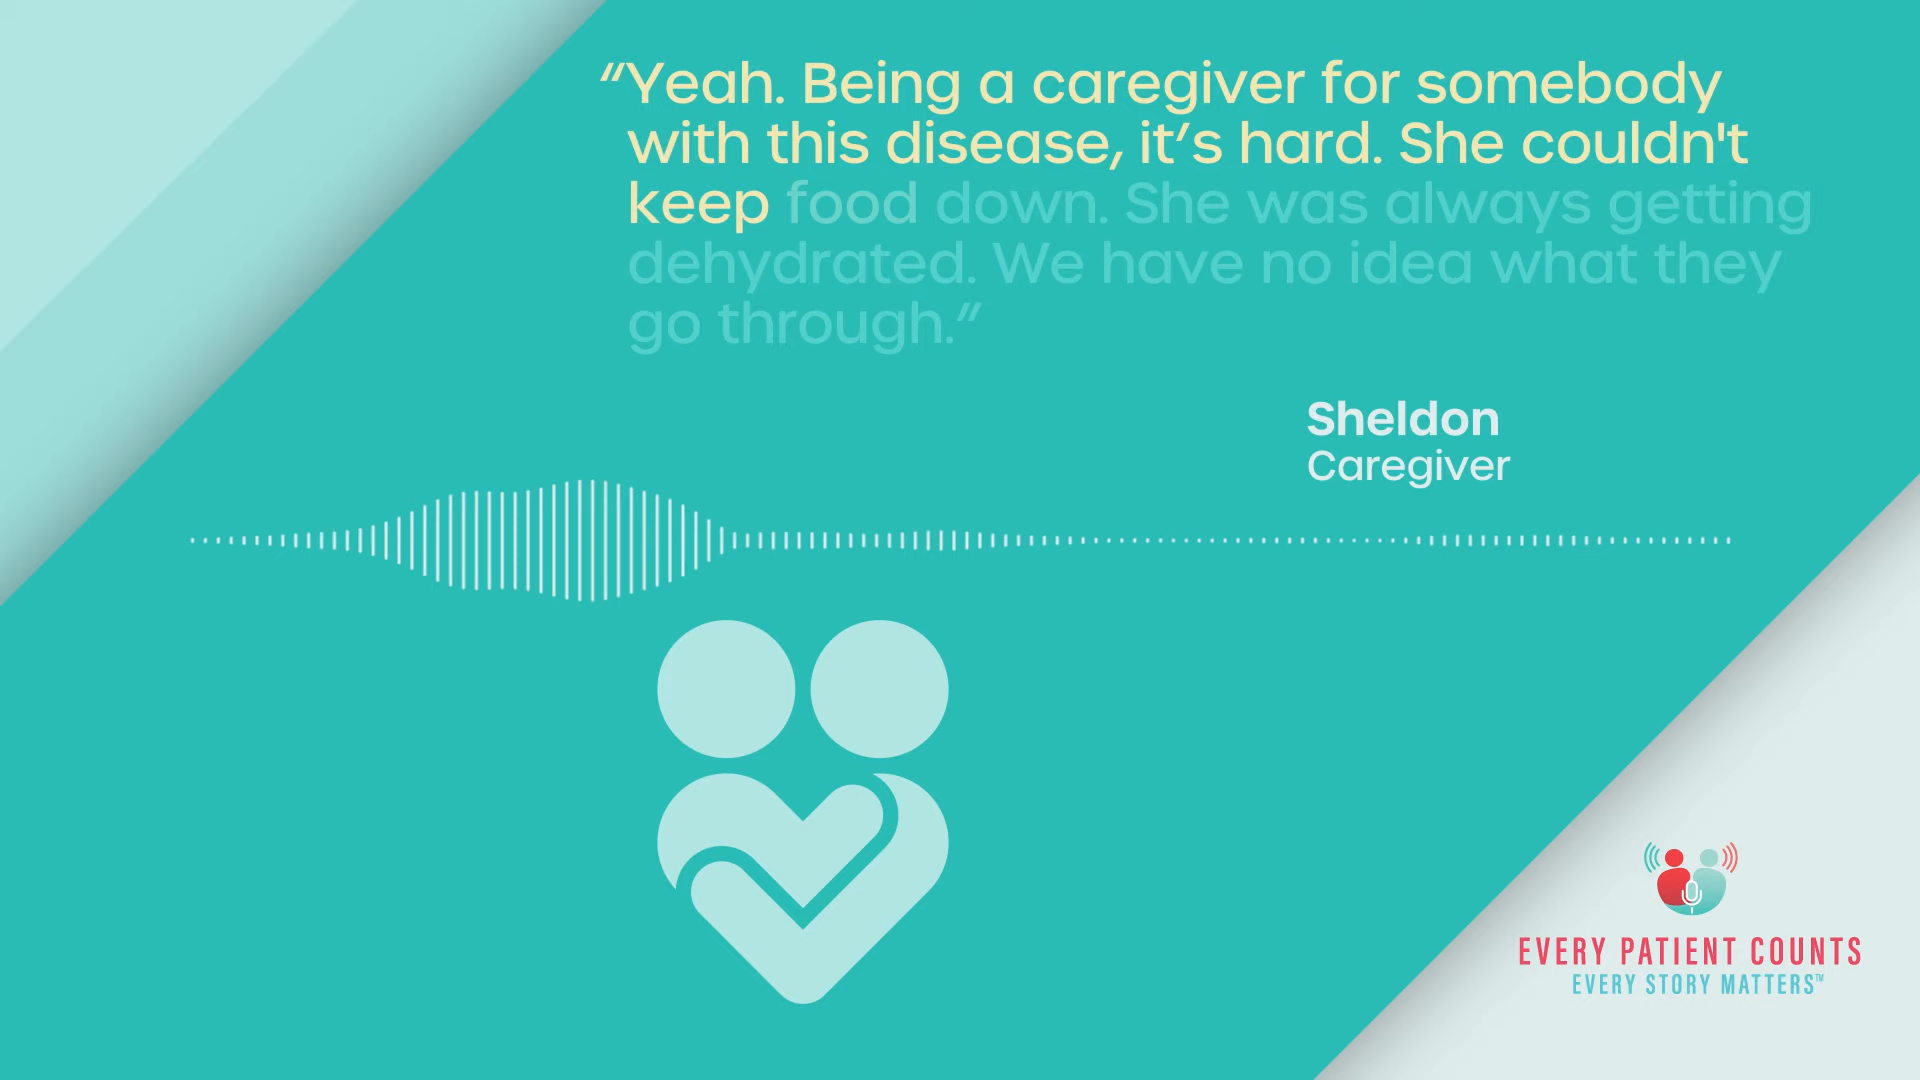 “Yeah. Being a caregiver for somebody
with this disease, it’s hard. She couldn't
keep food down. She was always getting
dehydrated. We have no idea what they
go through.”
Sheldon
Caregiver
EVERY PATIENT COUNTS
EVERY STORY MATTERS™